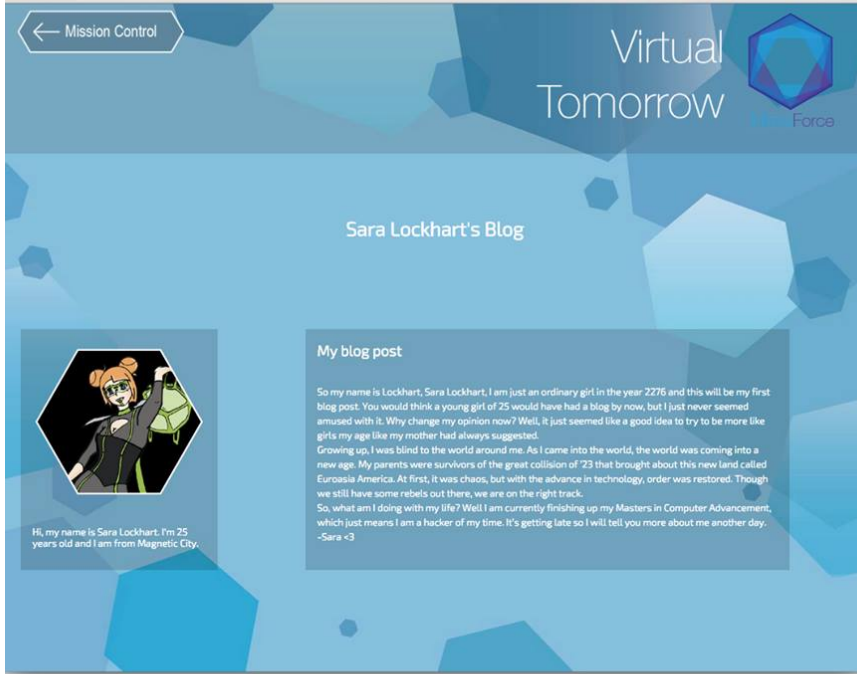 Mission Control
Virtual
Tomorrow
Force
Sara Lockhart's Blog
Hi, my name is Sara Lockhart. I'm 25
years old and I am from Magnetic City.
My blog post
So my name is Lockhart, Sara Lockhart, I am just an ordinary girl in the year 2276 and this will be my first
blog post. You would think a young girl of 25 would have had a blog by now, but I just never seemed
amused with it. Why change my opinion now? Well, it just seemed like a good idea to try to be more like
girls my age like my mother had always suggested.
Growing up, I was blind to the world around me. As I came into the world, the world was coming into a
new age. My parents were survivors of the great collision of '23 that brought about this new land called
Euroasia America. At first, it was chaos, but with the advance in technology, order was restored. Though
we still have some rebels out there, we are on the right track.
So, what am I doing with my life? Well I am currently finishing up my Masters in Computer Advancement,
which just means I am a hacker of my time. It's getting late so I will tell you more about me another day.
-Sara <3